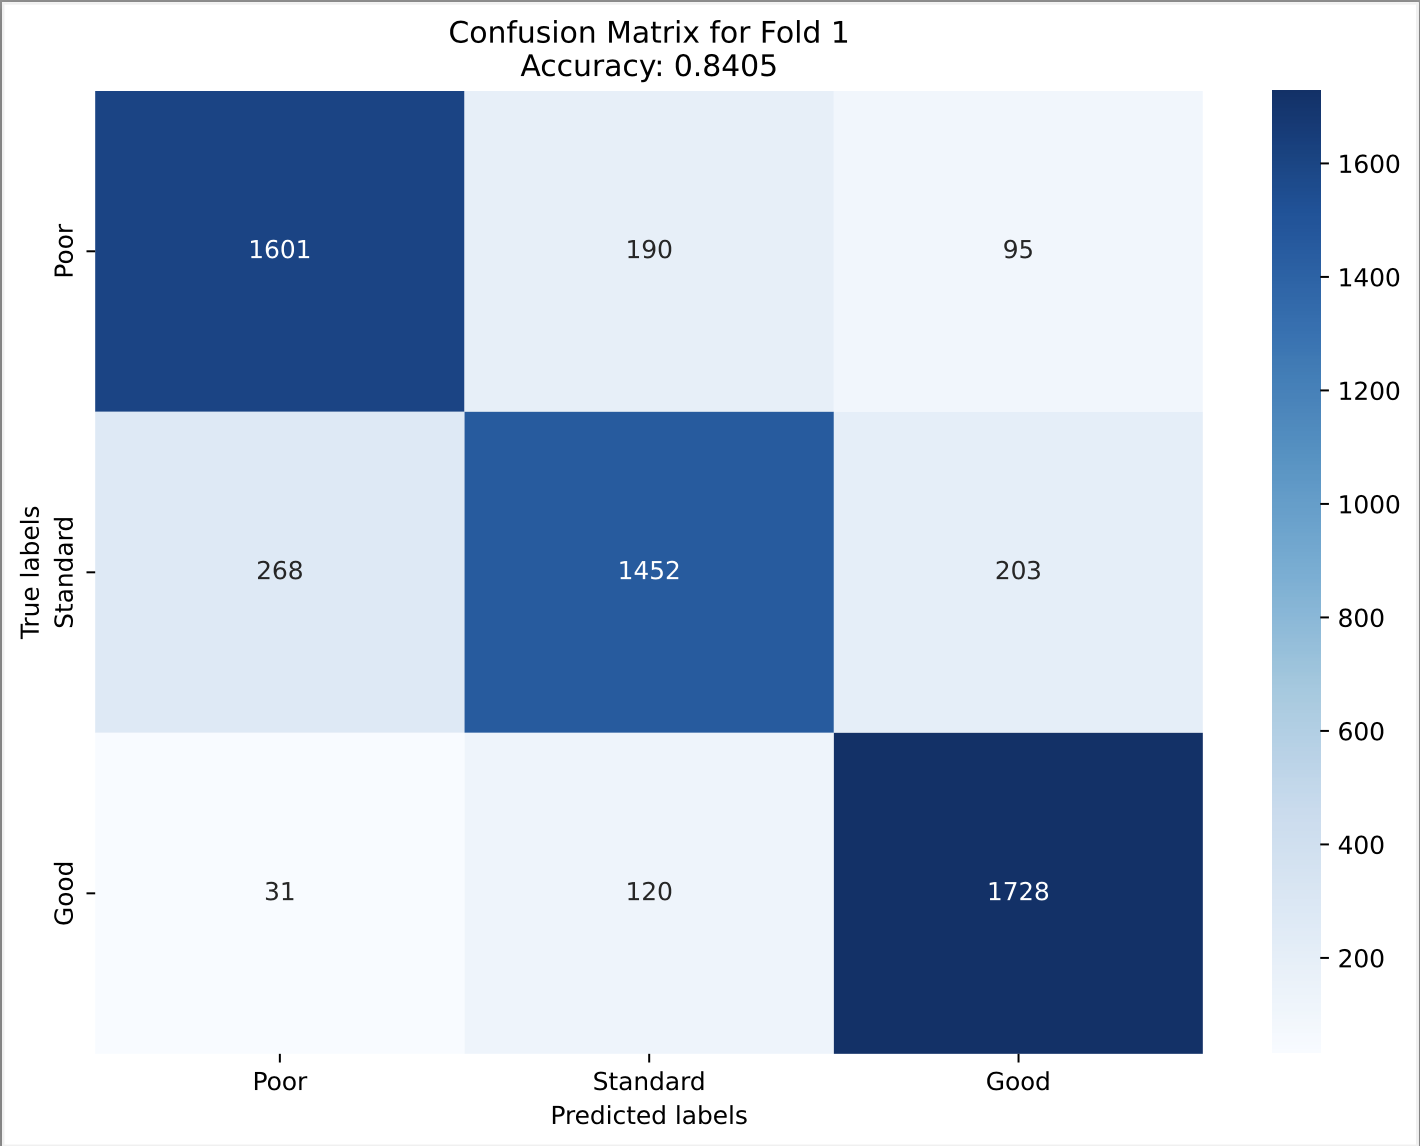 Confusion Matrix for Fold 1
Accuracy: 0.8405
True labels
Poor
1601 190 95
Standard
268 1452 203
Good
31 120 1728
Poor Standard Good
Predicted labels
1600
1400
1200
1000
800
600
400
200